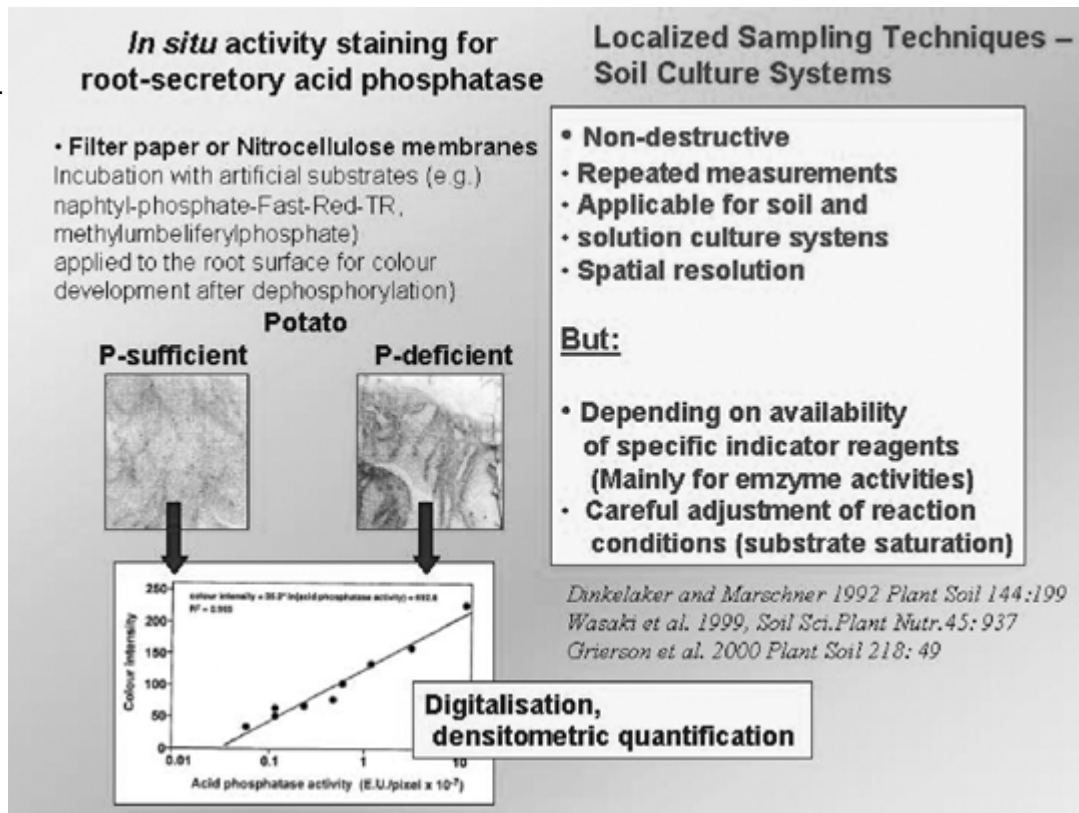 In situ activity staining for
root-secretory acid phosphatase
• Filter paper or Nitrocellulose membranes
Incubation with artificial substrates (e.g.)
naphtyl-phosphate-Fast-Red-TR,
methylumbeliferylphosphate)
applied to the root surface for colour
development after dephosphorylation)
Potato
P-sufficient
P-deficient
250
200
150
100
50
0
Colour intensity
R² = 0.
0.01
0.1
1
10
Acid phosphatase activity (E.U./pixel x 10⁻⁷)
Digitalisation,
densitometric quantification
Localized Sampling Techniques –
Soil Culture Systems
• Non-destructive
· Repeated measurements
· Applicable for soil and
· solution culture systens
· Spatial resolution
But:
• Depending on availability
of specific indicator reagents
(Mainly for emzyme activities)
· Careful adjustment of reaction
conditions (substrate saturation)
Dinkelaker and Marschner 1992 Plant Soil 144:199
Wasaki et al. 1999, Soil Sci.Plant Nutr.45: 937
Grierson et al. 2000 Plant Soil 218: 49